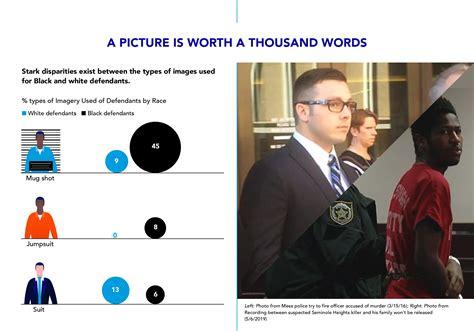 A PICTURE IS WORTH A THOUSAND WORDS
Stark disparities exist between the types of images used
for Black and white defendants.
% types of Imagery Used of Defendants by Race
White defendants
Black defendants
9
45
Mug shot
0
8
Jumpsuit
13
6
Suit
Left: Photo from Mesa police try to fire officer accused of murder (3/15/16); Right: Photo from
Recording between suspected Seminole Heights killer and his family won't be released
(5/6/2019)